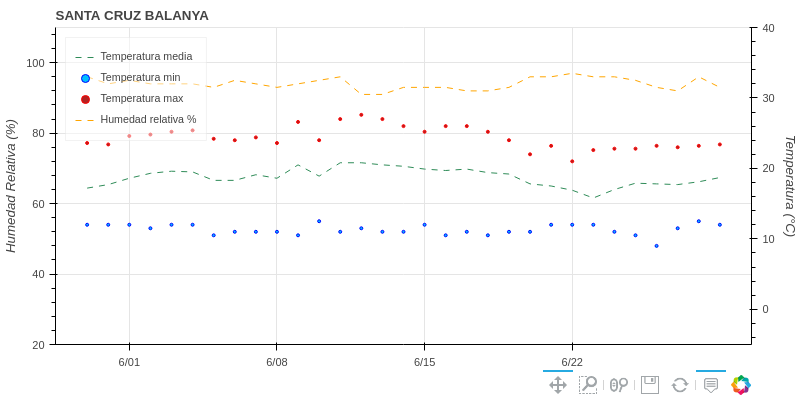 SANTA CRUZ BALANYA
Temperatura media
Temperatura min
Temperatura max
Humedad relativa %
Humedad Relativa (%)
100
80
60
40
20
40
30
20
10
0
Temperatura (°C)
6/01
6/08
6/15
6/22